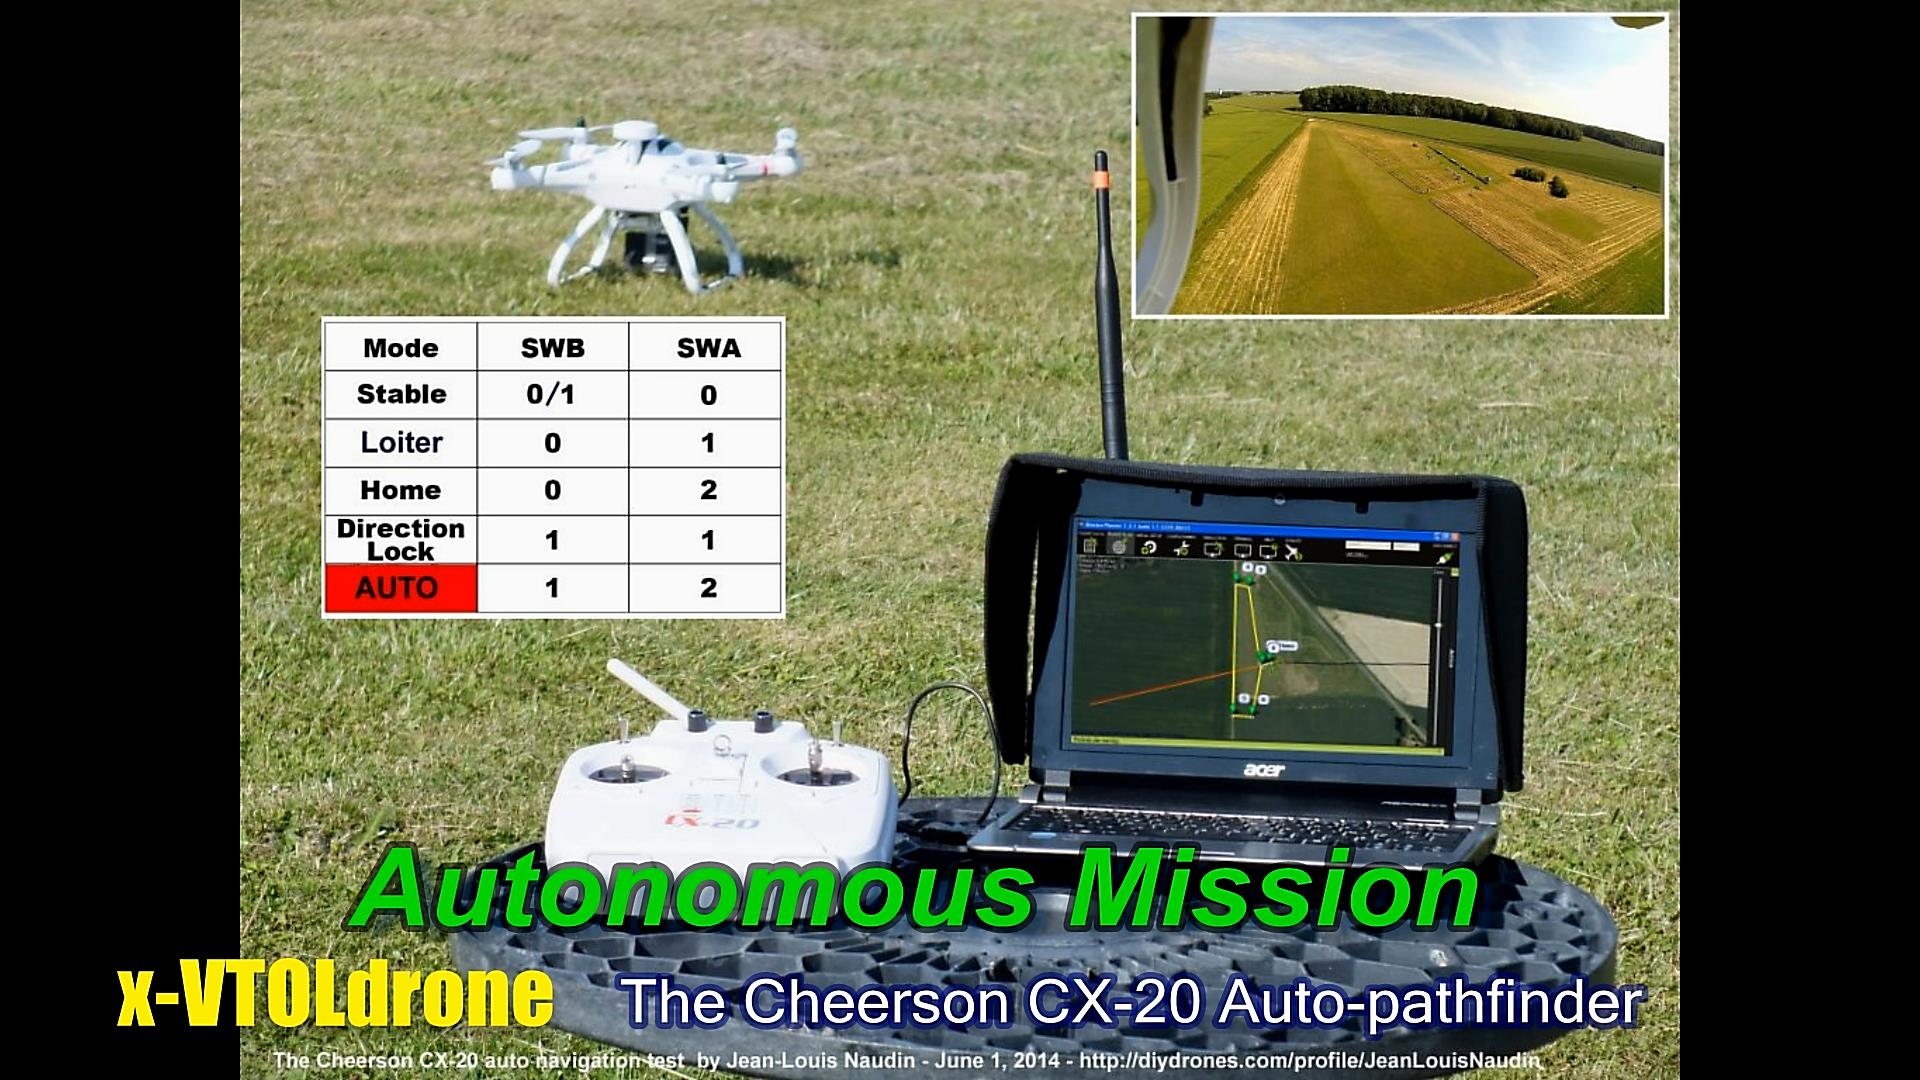 Mode SWB SWA
Stable 0/1 0
Loiter 0 1
Home 0 2
Direction Lock 1 1
AUTO 1 2
acer
CX-20
Autonomous Mission
x-VTOLdrone The Cheerson CX-20 Auto-pathfinder
The Cheerson CX-20 auto navigation test by Jean-Louis Naudin - June 1, 2014 - http://diydrones.com/profile/JeanLouisNaudin